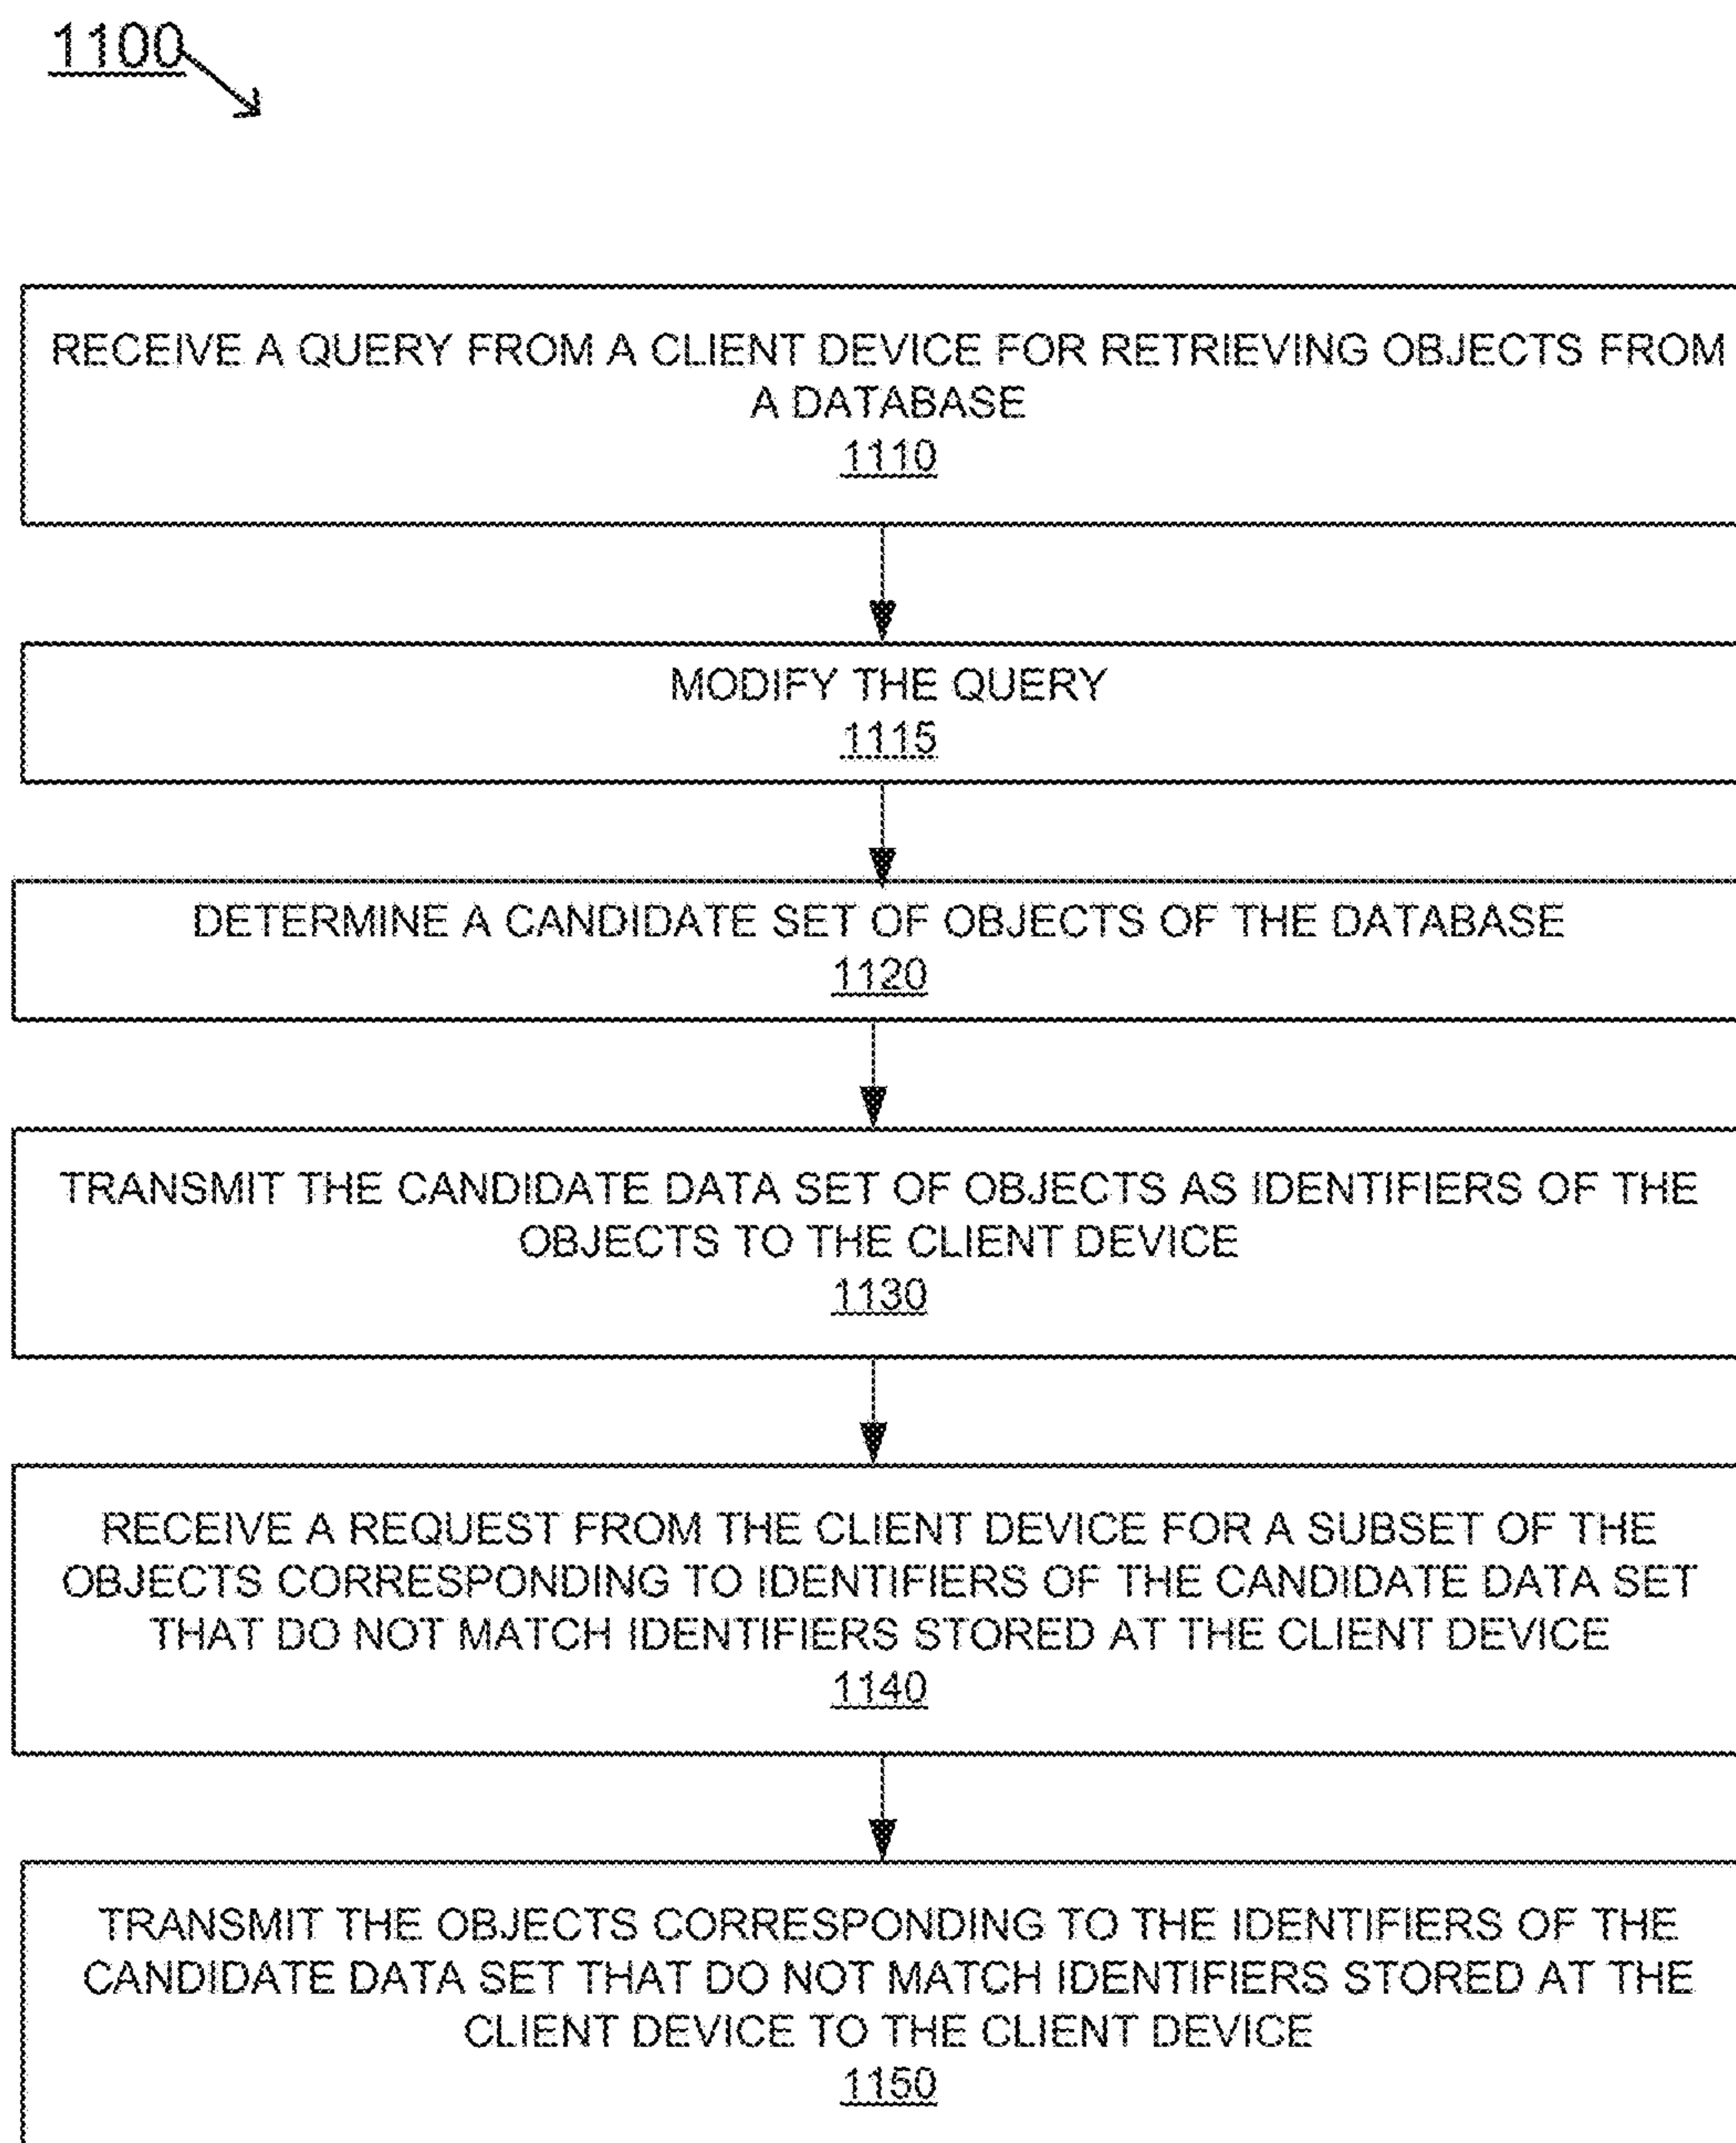 1100
RECEIVE A QUERY FROM A CLIENT DEVICE FOR RETRIEVING OBJECTS FROM
A DATABASE
1110
MODIFY THE QUERY
1115
DETERMINE A CANDIDATE SET OF OBJECTS OF THE DATABASE
1120
TRANSMIT THE CANDIDATE DATA SET OF OBJECTS AS IDENTIFIERS OF THE
OBJECTS TO THE CLIENT DEVICE
1130
RECEIVE A REQUEST FROM THE CLIENT DEVICE FOR A SUBSET OF THE
OBJECTS CORRESPONDING TO IDENTIFIERS OF THE CANDIDATE DATA SET
THAT DO NOT MATCH IDENTIFIERS STORED AT THE CLIENT DEVICE
1140
TRANSMIT THE OBJECTS CORRESPONDING TO THE IDENTIFIERS OF THE
CANDIDATE DATA SET THAT DO NOT MATCH IDENTIFIERS STORED AT THE
CLIENT DEVICE TO THE CLIENT DEVICE
1150